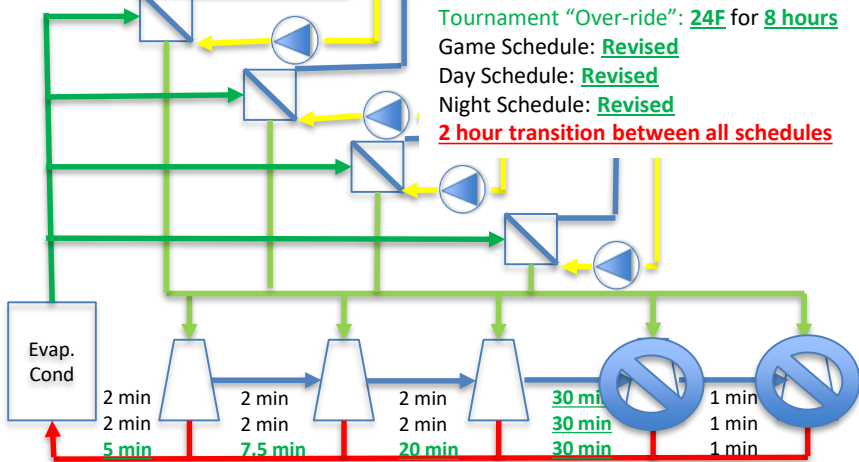 Tournament “Over-ride”: 24F for 8 hours
Game Schedule: Revised
Day Schedule: Revised
Night Schedule: Revised
2 hour transition between all schedules
Evap.
Cond
2 min
2 min
5 min
2 min
2 min
7.5 min
2 min
2 min
20 min
30 min
30 min
30 min
1 min
1 min
1 min